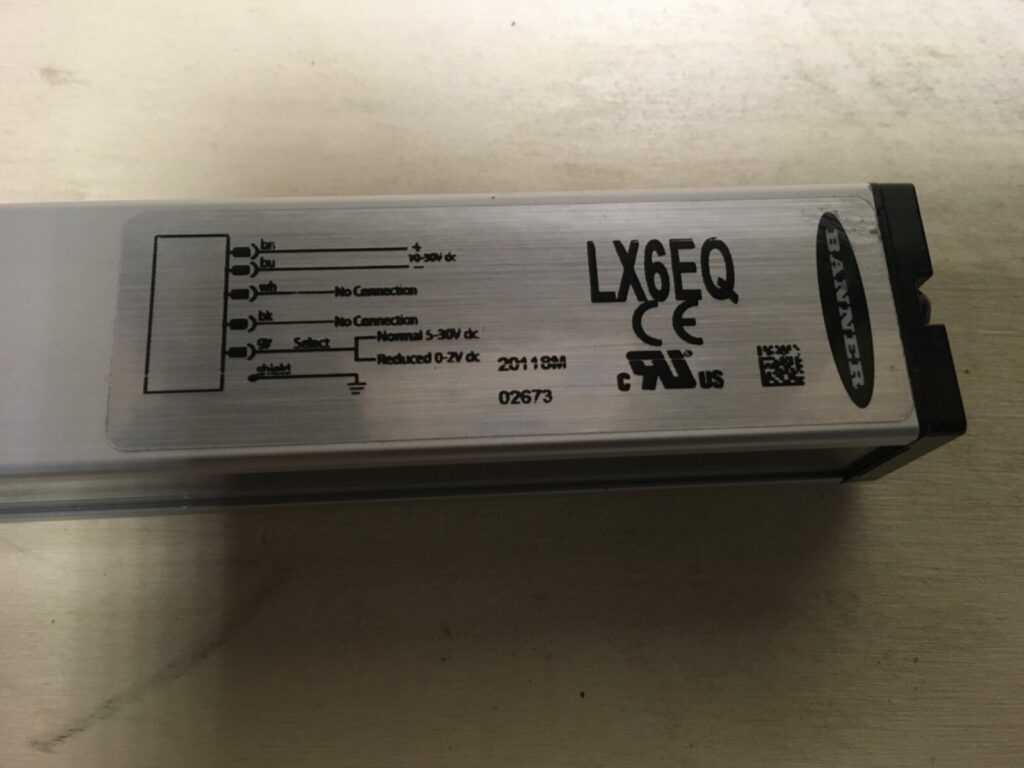 bn
+
10-30V dc
bu
−
wh
No Connection
bk
No Connection
gy
Select
Normal 5-30V dc
Reduced 0-2V dc
shield
20118M
02673
LX6EQ
CE
c RU US
®
BANNER